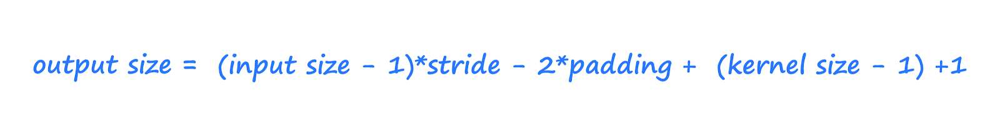 output size = (input size - 1)*stride - 2*padding + (kernel size - 1) +1